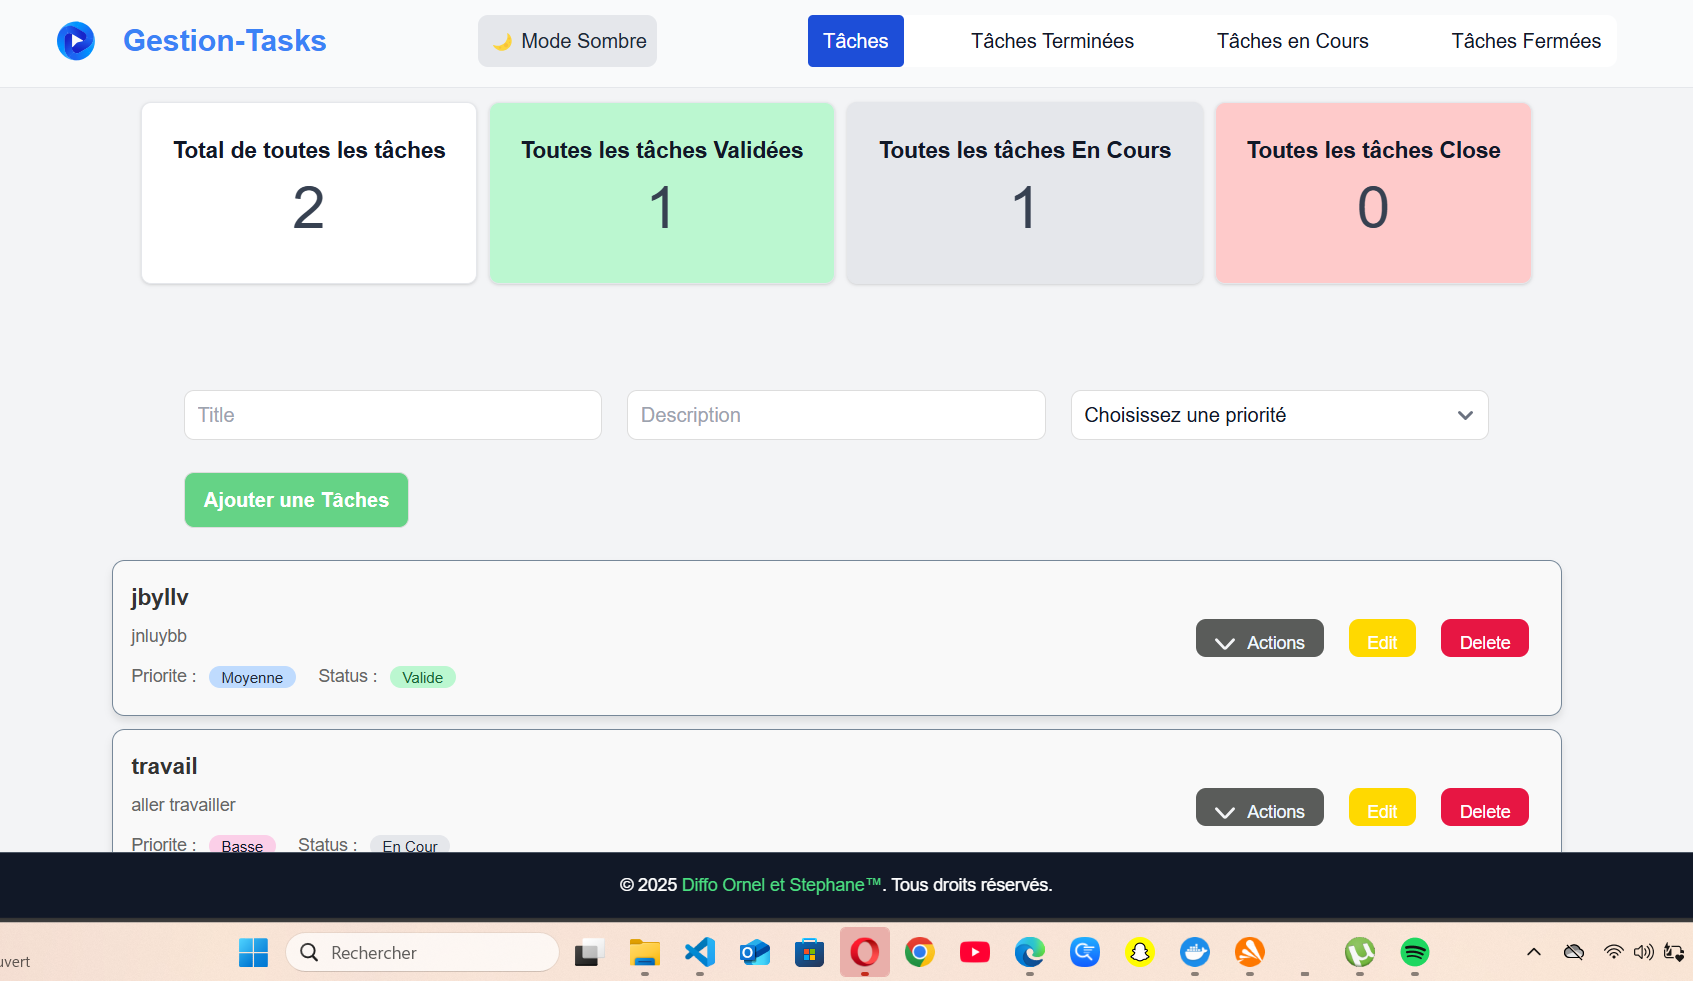 Gestion-Tasks
🌙 Mode Sombre
Tâches
Tâches Terminées
Tâches en Cours
Tâches Fermées
Total de toutes les tâches
2
Toutes les tâches Validées
1
Toutes les tâches En Cours
1
Toutes les tâches Close
0
Title
Description
Choisissez une priorité
Ajouter une Tâches
jbyllv
jnluybb
Priorite : Moyenne Status : Valide
Actions
Edit
Delete
travail
aller travailler
Priorite : Basse Status : En Cour
Actions
Edit
Delete
© 2025 Diffo Ornel et Stephane™. Tous droits réservés.
uvert
Rechercher